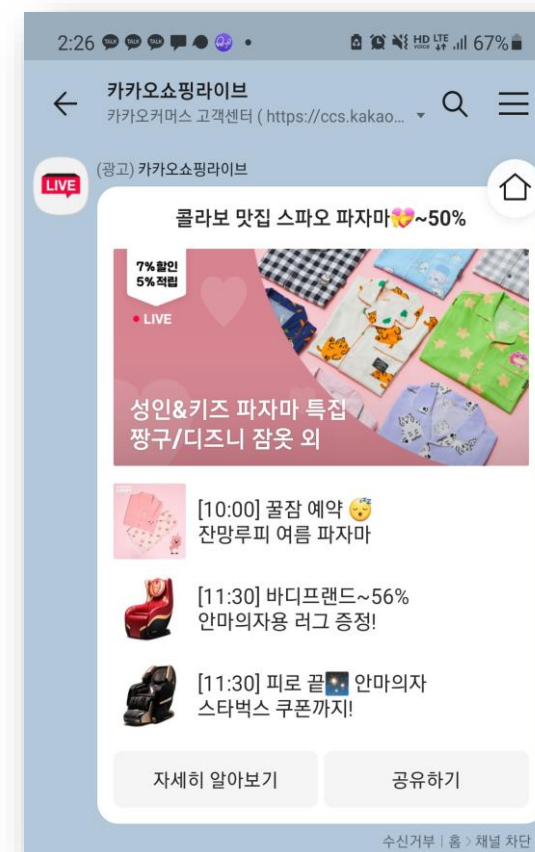 2:26 TALK TALK TALK HD VOICE LTE 67%
카카오쇼핑라이브
카카오커머스 고객센터 ( https://ccs.kakao...
LIVE
(광고) 카카오쇼핑라이브
콜라보 맛집 스파오 파자마💝~50%
7%할인
5%적립
• LIVE
성인&키즈 파자마 특집
짱구/디즈니 잠옷 외
[10:00] 꿀잠 예약 😴
잔망루피 여름 파자마
[11:30] 바디프랜드~56%
안마의자용 러그 증정!
[11:30] 피로 끝🎇 안마의자
스타벅스 쿠폰까지!
자세히 알아보기
공유하기
수신거부 | 홈 > 채널 차단